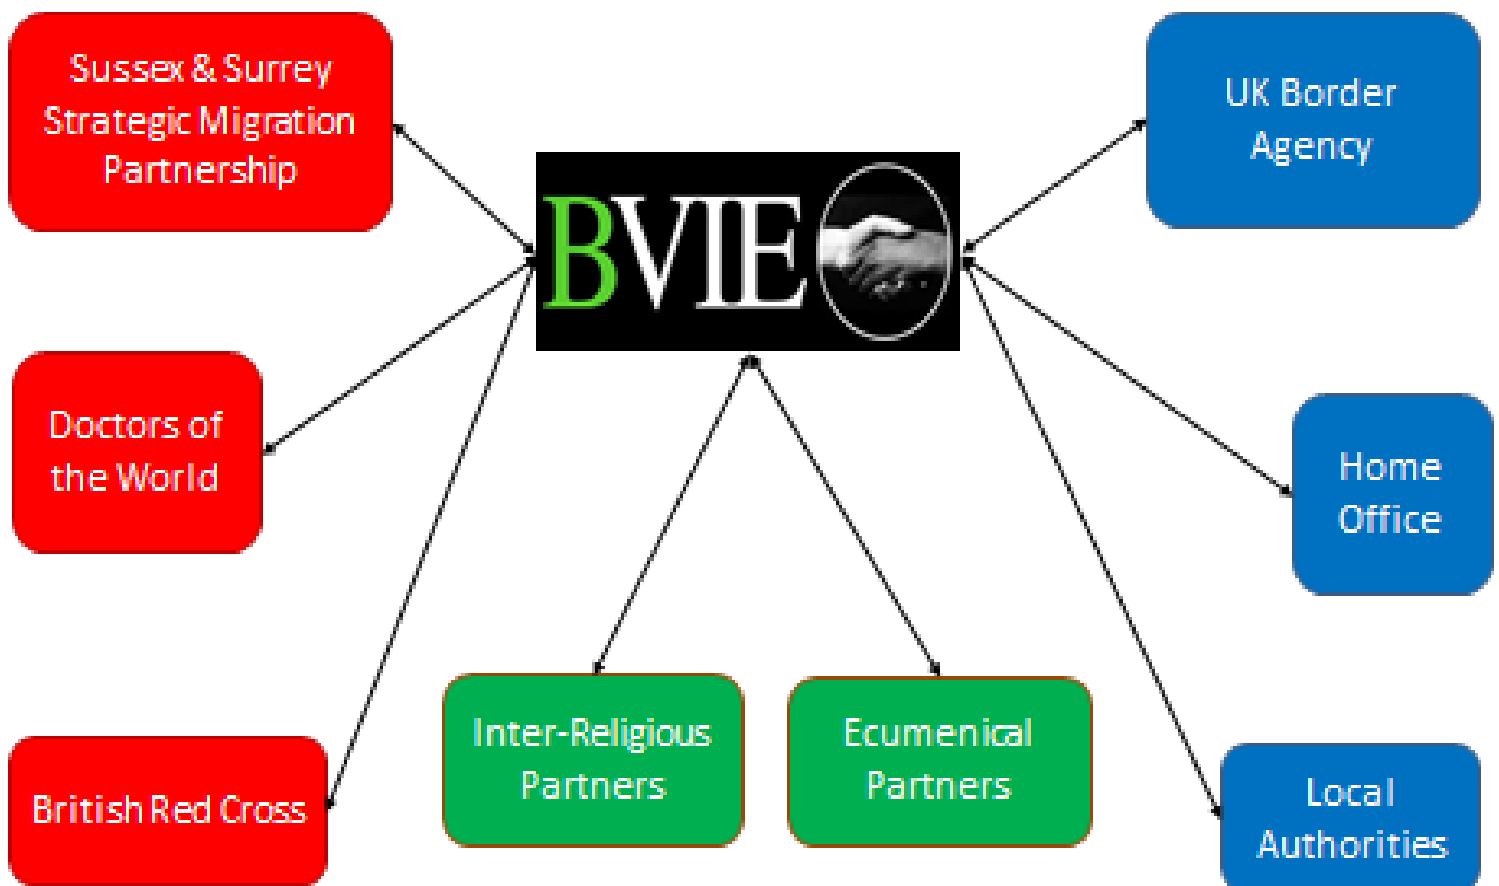 Sussex & Surrey
Strategic Migration
Partnership
UK Border
Agency
BVIE
Doctors of
the World
Home
Office
Inter-Religious
Partners
Ecumenical
Partners
British Red Cross
Local
Authorities